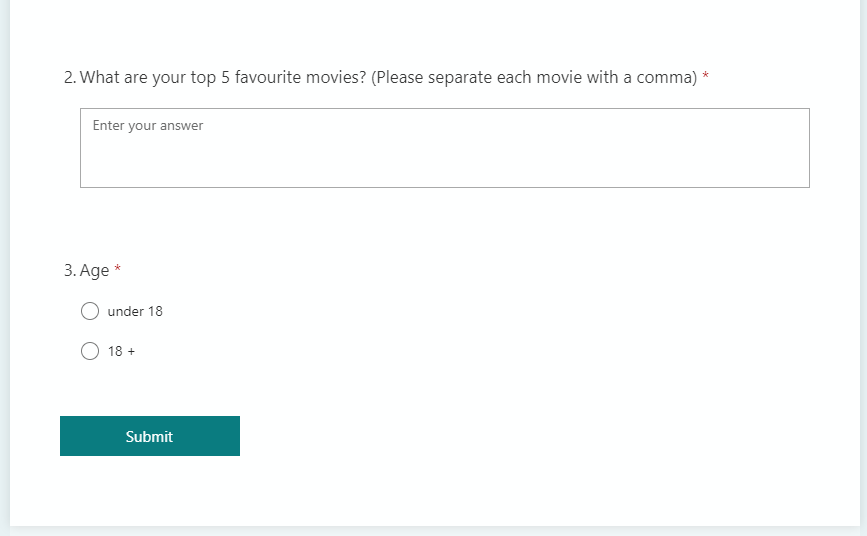 2. What are your top 5 favourite movies? (Please separate each movie with a comma) *
Enter your answer
3. Age *
under 18
18 +
Submit